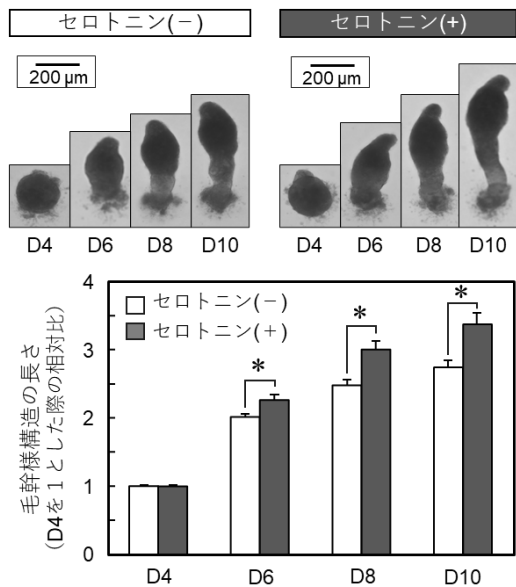 セロトニン(−)
セロトニン(+)
200 μm
200 μm
D4
D6
D8
D10
D4
D6
D8
D10
毛幹様構造の長さ
(D4を1とした際の相対比)
4
3
2
1
0
セロトニン(−)
セロトニン(+)
*
*
*
D4
D6
D8
D10